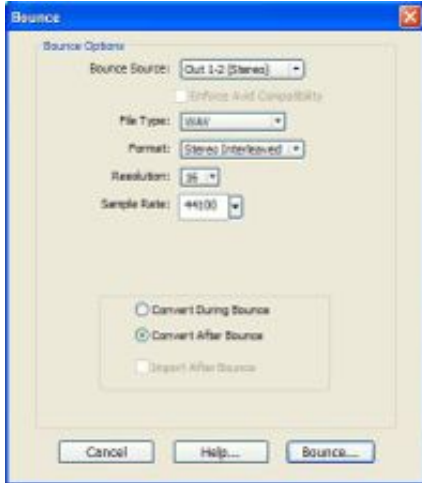 Bounce
Bounce Options
Bounce Source: Out 1-2 (Stereo)
Enforce Avid Compatibility
File Type: WAV
Format: Stereo Interleaved
Resolution: 16
Sample Rate: 44100
Convert During Bounce
Convert After Bounce
Import After Bounce
Cancel
Help...
Bounce...